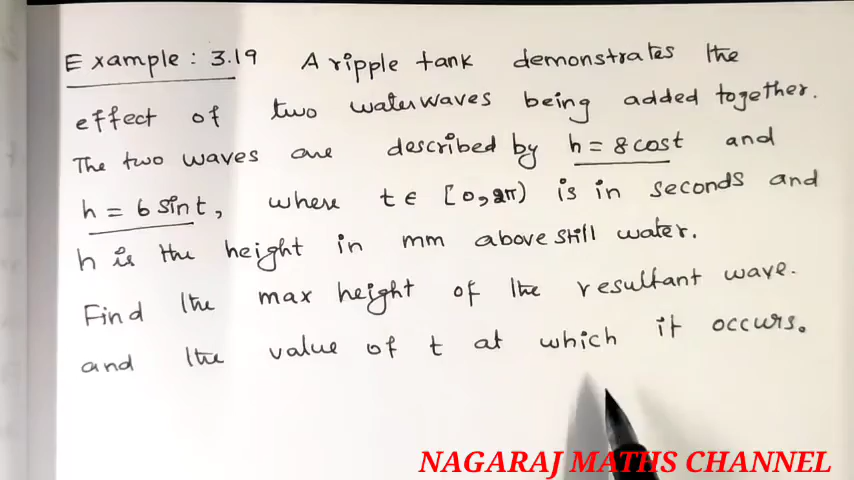 Example : 3.19 A ripple tank demonstrates the
effect of two waterwaves being added together.
The two waves are described by h = 8 cost and
h = 6 sin t, where t ∈ [0, 2π) is in seconds and
h is the height in mm above still water.
Find the max height of the resultant wave.
and the value of t at which it occurs.
NAGARAJ MATHS CHANNEL